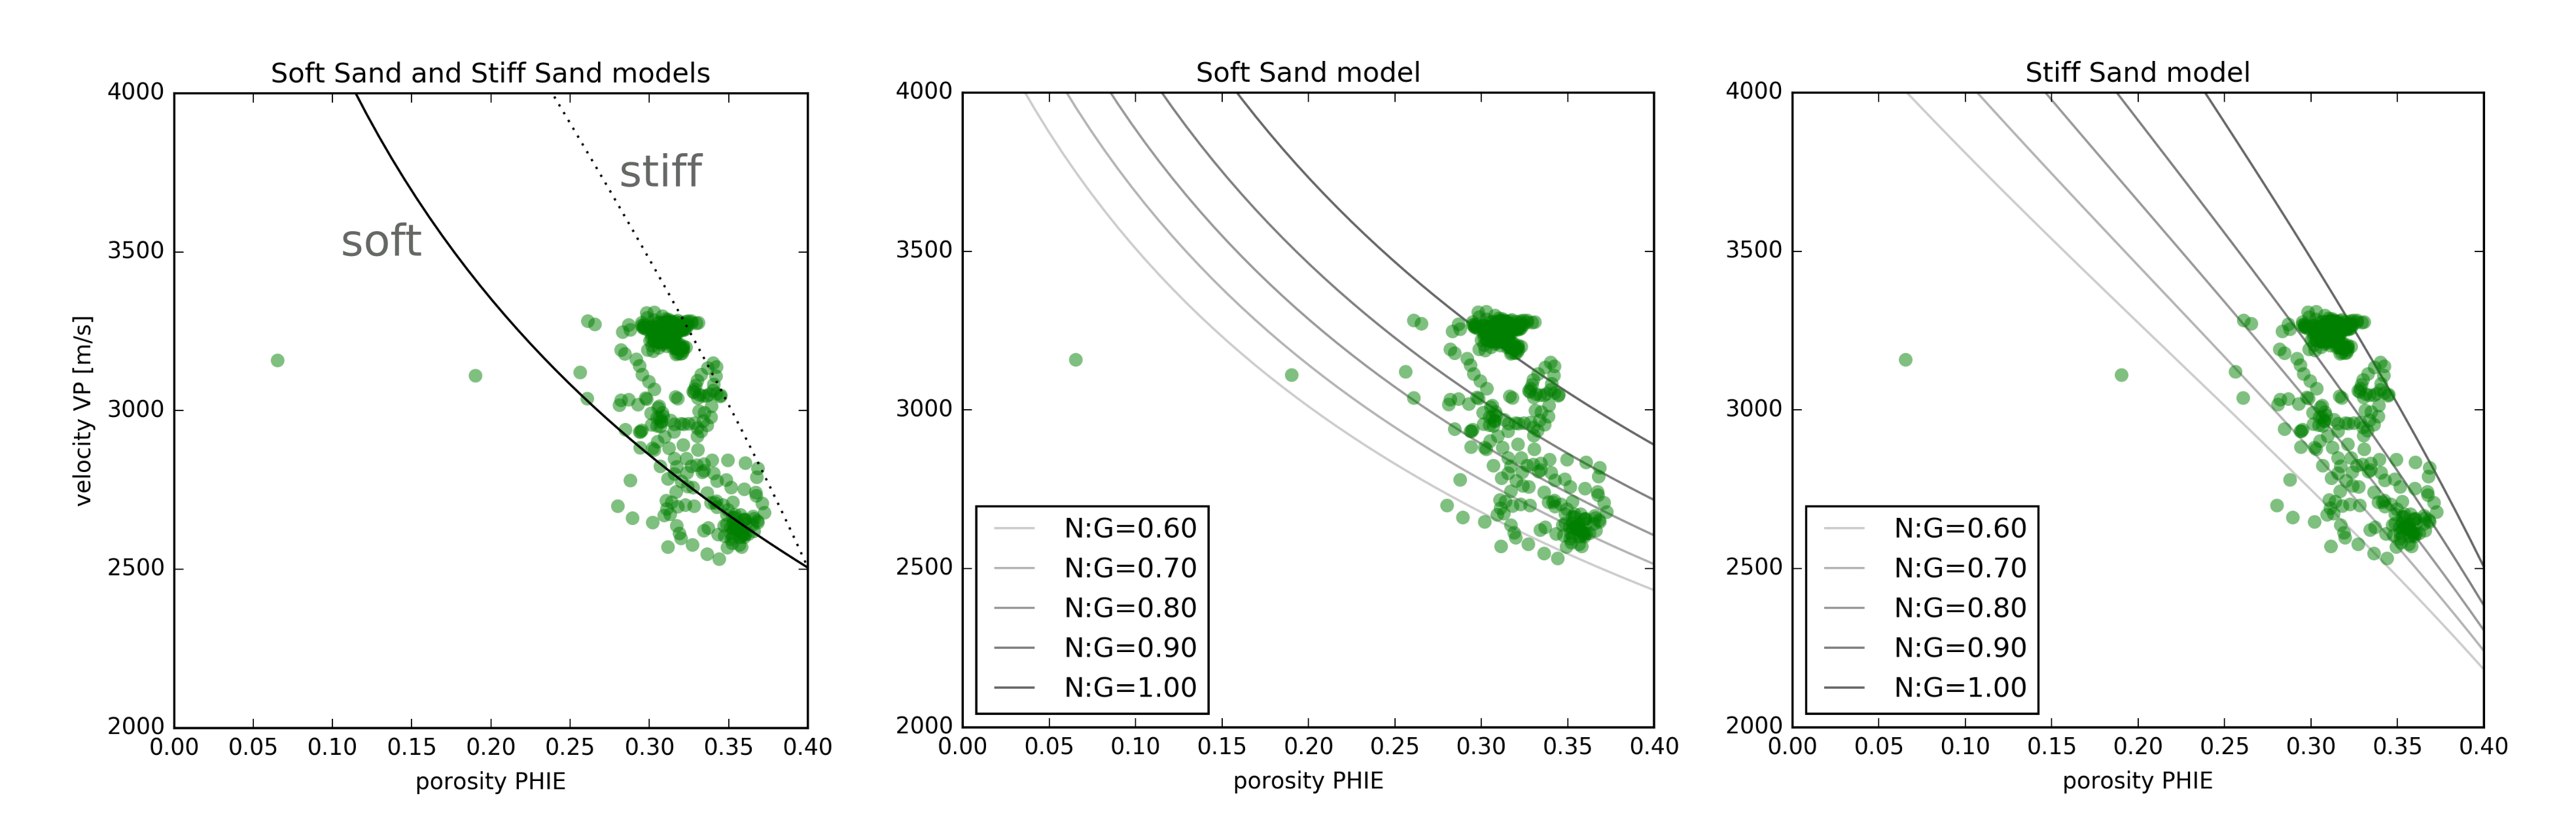 Soft Sand and Stiff Sand models
4000
3500
3000
2500
2000
velocity VP [m/s]
stiff
soft
0.00 0.05 0.10 0.15 0.20 0.25 0.30 0.35 0.40
porosity PHIE
Soft Sand model
4000
3500
3000
2500
2000
N:G=0.60
N:G=0.70
N:G=0.80
N:G=0.90
N:G=1.00
0.00 0.05 0.10 0.15 0.20 0.25 0.30 0.35 0.40
porosity PHIE
Stiff Sand model
4000
3500
3000
2500
2000
N:G=0.60
N:G=0.70
N:G=0.80
N:G=0.90
N:G=1.00
0.00 0.05 0.10 0.15 0.20 0.25 0.30 0.35 0.40
porosity PHIE